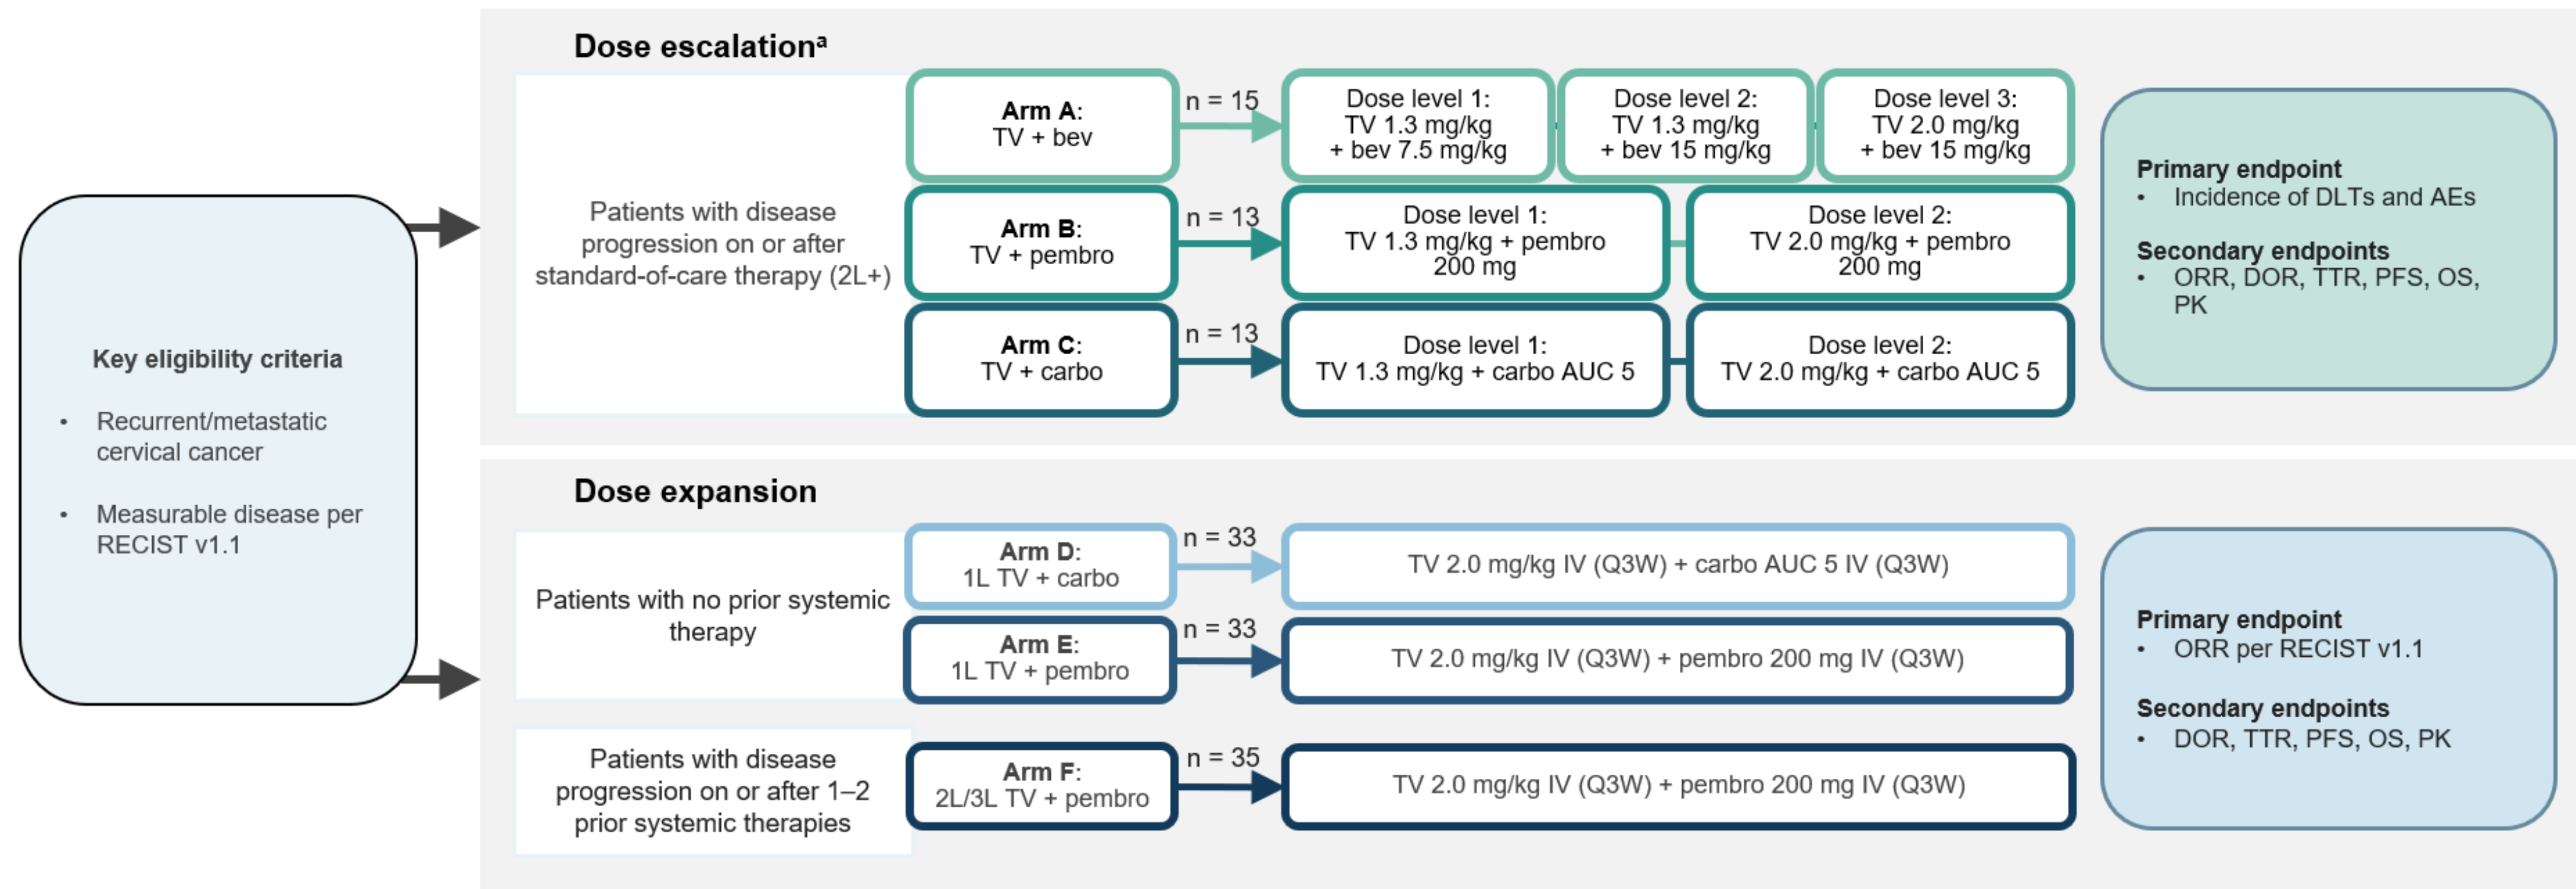 Dose escalationᵃ
Key eligibility criteria
• Recurrent/metastatic
cervical cancer
• Measurable disease per
RECIST v1.1
Patients with disease
progression on or after
standard-of-care therapy (2L+)
Arm A:
TV + bev
n = 15
Dose level 1:
TV 1.3 mg/kg
+ bev 7.5 mg/kg
Dose level 2:
TV 1.3 mg/kg
+ bev 15 mg/kg
Dose level 3:
TV 2.0 mg/kg
+ bev 15 mg/kg
Arm B:
TV + pembro
n = 13
Dose level 1:
TV 1.3 mg/kg + pembro
200 mg
Dose level 2:
TV 2.0 mg/kg + pembro
200 mg
Arm C:
TV + carbo
n = 13
Dose level 1:
TV 1.3 mg/kg + carbo AUC 5
Dose level 2:
TV 2.0 mg/kg + carbo AUC 5
Primary endpoint
• Incidence of DLTs and AEs
Secondary endpoints
• ORR, DOR, TTR, PFS, OS,
PK
Dose expansion
Patients with no prior systemic
therapy
Arm D:
1L TV + carbo
n = 33
TV 2.0 mg/kg IV (Q3W) + carbo AUC 5 IV (Q3W)
Arm E:
1L TV + pembro
n = 33
TV 2.0 mg/kg IV (Q3W) + pembro 200 mg IV (Q3W)
Patients with disease
progression on or after 1–2
prior systemic therapies
Arm F:
2L/3L TV + pembro
n = 35
TV 2.0 mg/kg IV (Q3W) + pembro 200 mg IV (Q3W)
Primary endpoint
• ORR per RECIST v1.1
Secondary endpoints
• DOR, TTR, PFS, OS, PK